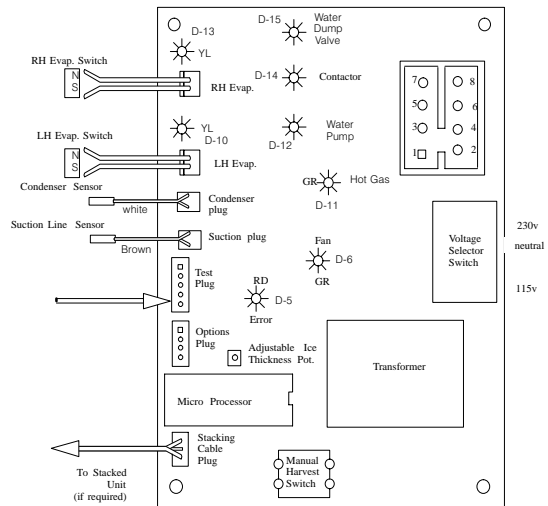 D-15
Water
Dump
Valve
D-13
YL
RH Evap. Switch
N
S
RH Evap.
D-14
Contactor
7
8
5
6
3
4
1
2
LH Evap. Switch
YL
D-10
D-12
Water
Pump
N
S
LH Evap.
Condenser Sensor
white
Condenser
plug
GR
Hot Gas
D-11
Suction Line Sensor
Brown
Suction plug
Fan
D-6
GR
Voltage
Selector
Switch
230v
neutral
115v
Test
Plug
RD
D-5
Error
Options
Plug
Adjustable Ice
Thickness Pot.
Transformer
Micro Processor
Stacking
Cable
Plug
To Stacked
Unit
(if required)
Manual
Harvest
Switch